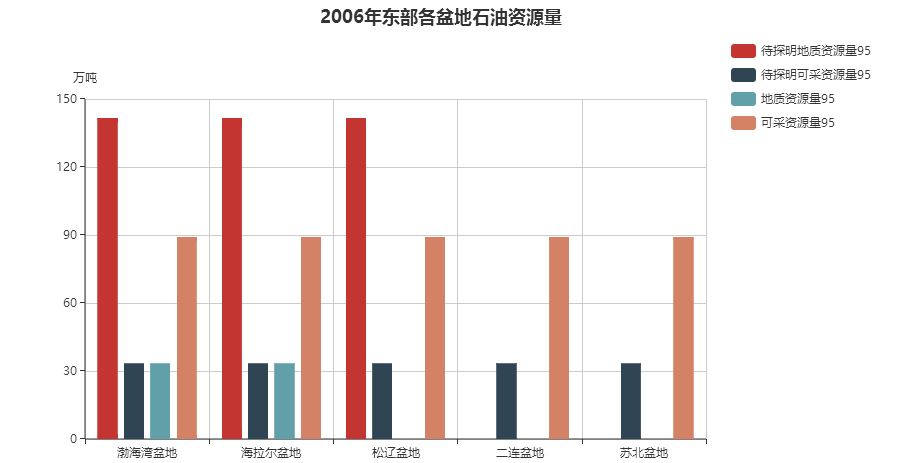 2006年东部各盆地石油资源量
待探明地质资源量95
待探明可采资源量95
地质资源量95
可采资源量95
万吨
150
120
90
60
30
0
渤海湾盆地 海拉尔盆地 松辽盆地 二连盆地 苏北盆地